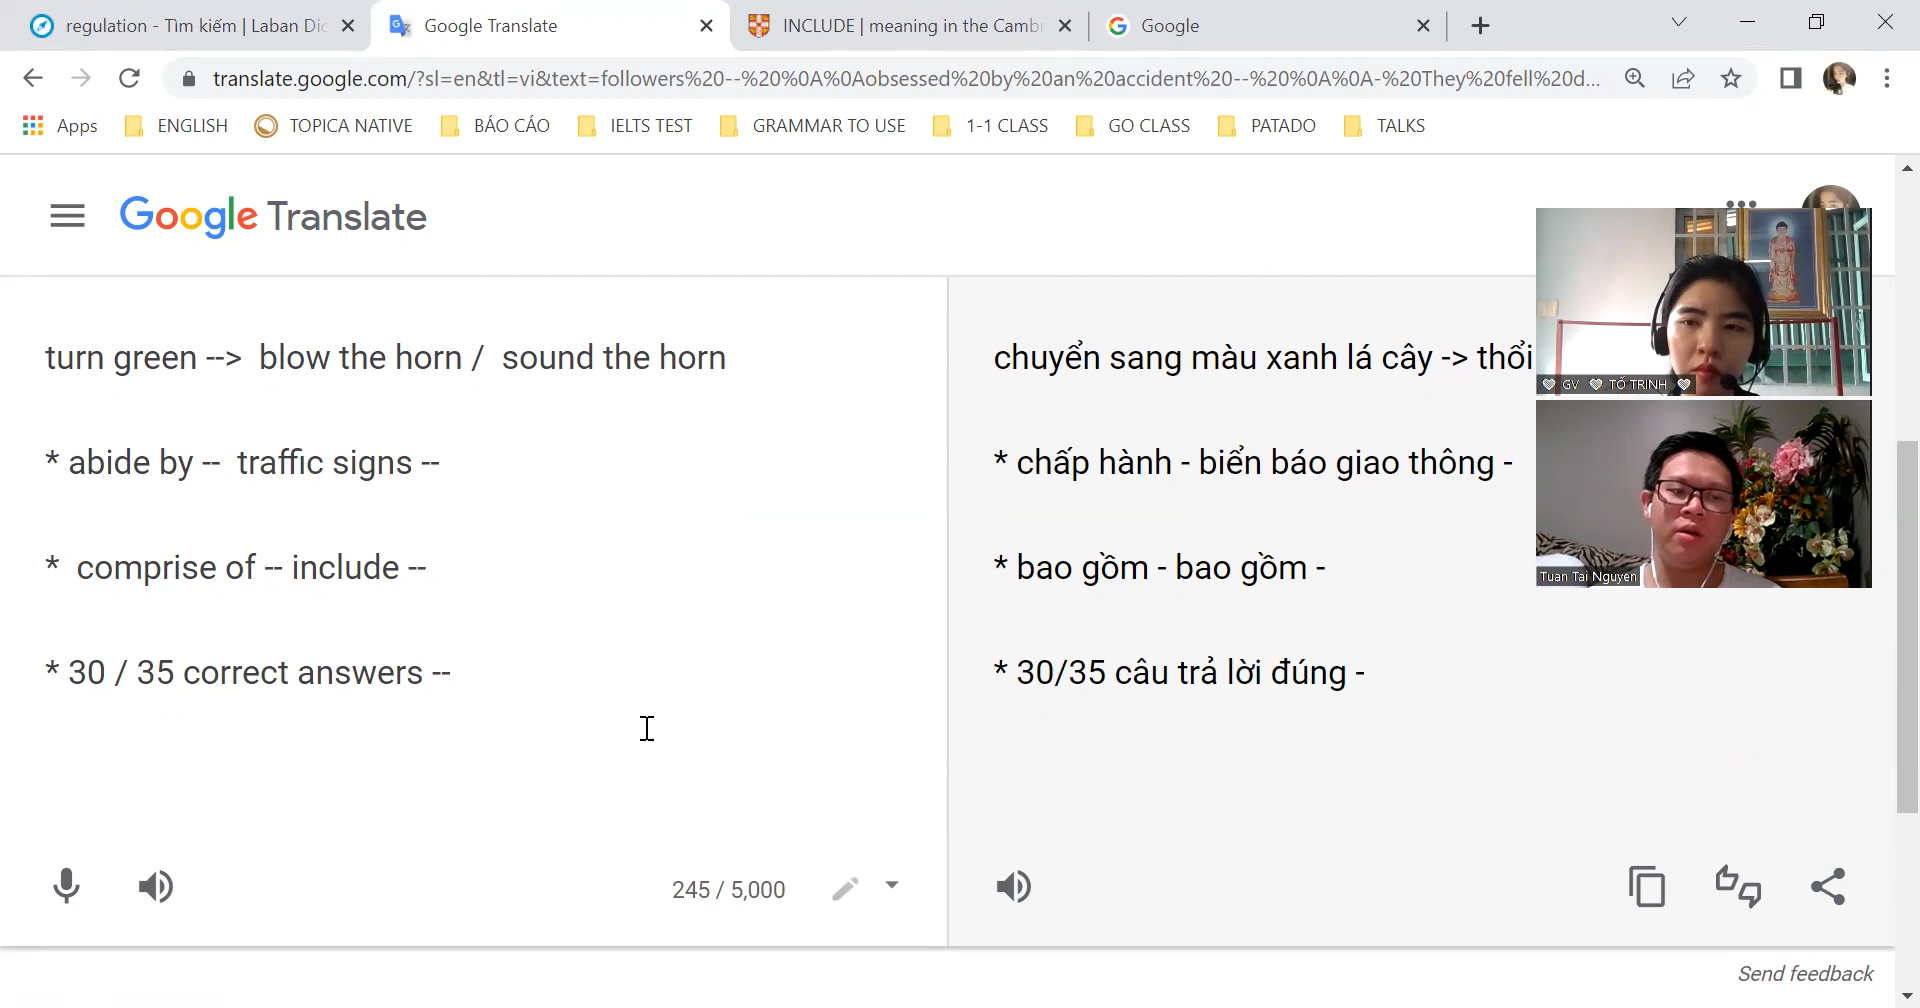 regulation - Tìm kiếm | Laban Dic
Google Translate
INCLUDE | meaning in the Cambr
Google
translate.google.com/?sl=en&tl=vi&text=followers%20--%20%0A%0Aobsessed%20by%20an%20accident%20--%20%0A%0A-%20They%20fell%20d...
Apps
ENGLISH
TOPICA NATIVE
BÁO CÁO
IELTS TEST
GRAMMAR TO USE
1-1 CLASS
GO CLASS
PATADO
TALKS
Google Translate
turn green --> blow the horn / sound the horn
chuyển sang màu xanh lá cây -> thổi
GV TỐ TRINH
* abide by -- traffic signs --
* chấp hành - biển báo giao thông -
* comprise of -- include --
* bao gồm - bao gồm -
Tuan Tai Nguyen
* 30 / 35 correct answers --
* 30/35 câu trả lời đúng -
245 / 5,000
Send feedback